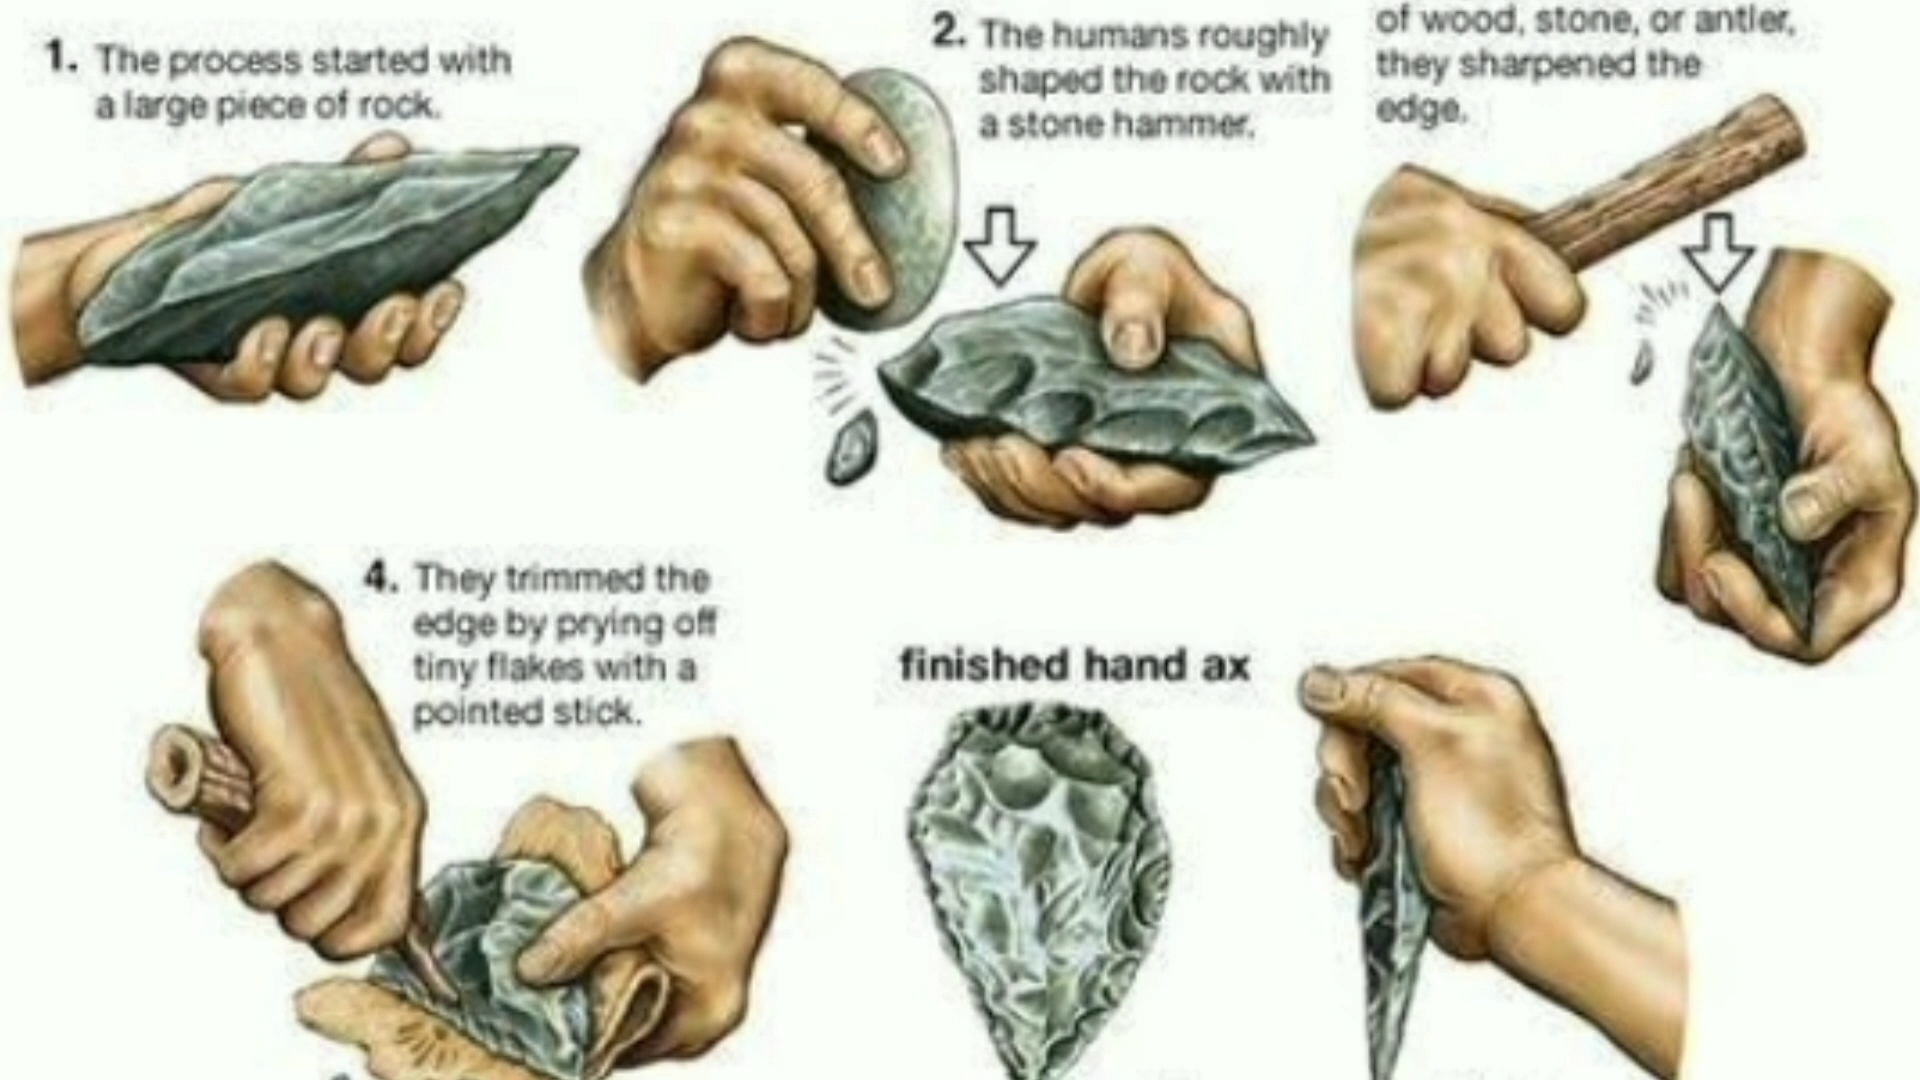 1. The process started with
a large piece of rock.
2. The humans roughly
shaped the rock with
a stone hammer.
of wood, stone, or antler,
they sharpened the
edge.
4. They trimmed the
edge by prying off
tiny flakes with a
pointed stick.
finished hand ax